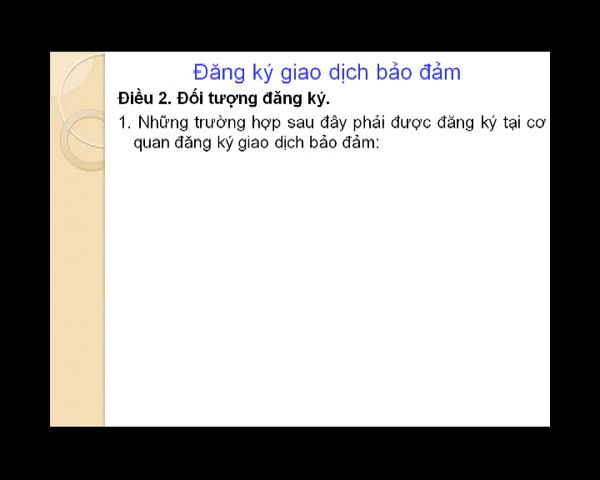 Đăng ký giao dịch bảo đảm
Điều 2. Đối tượng đăng ký.
1. Những trường hợp sau đây phải được đăng ký tại cơ
quan đăng ký giao dịch bảo đảm: